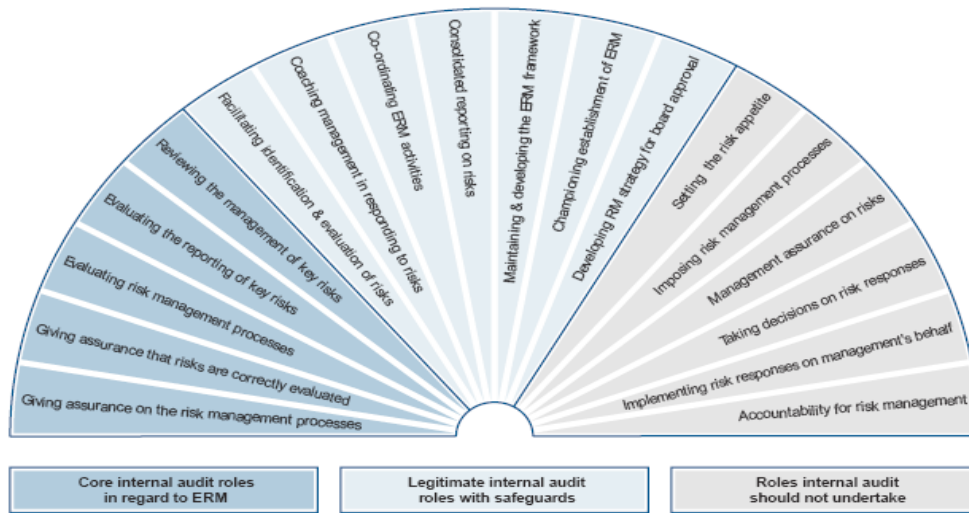 Giving assurance on the risk management processes
Giving assurance that risks are correctly evaluated
Evaluating risk management processes
Evaluating the reporting of key risks
Reviewing the management of key risks
Facilitating identification & evaluation of risks
Coaching management in responding to risks
Co-ordinating ERM
activities
Consolidated reporting
on risks
Maintaining & developing the ERM framework
Championing establishment of ERM
Developing RM strategy for board approval
Setting the risk appetite
Imposing risk management processes
Management assurance on risks
Taking decisions on risk responses
Implementing risk responses on management's behalf
Accountability for risk management
Core internal audit roles
in regard to ERM
Legitimate internal audit
roles with safeguards
Roles internal audit
should not undertake